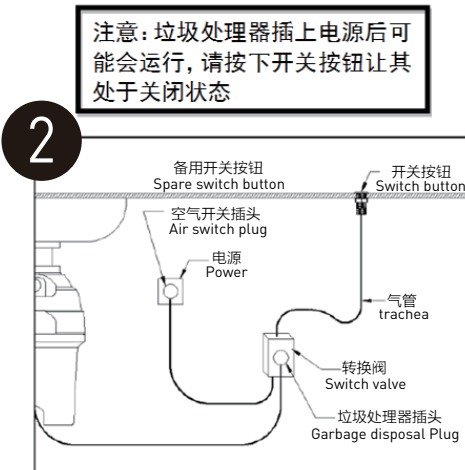 注意：垃圾处理器插上电源后可
能会运行，请按下开关按钮让其
处于关闭状态
2
备用开关按钮
Spare switch button
开关按钮
Switch button
空气开关插头
Air switch plug
电源
Power
气管
trachea
转换阀
Switch valve
垃圾处理器插头
Garbage disposal Plug